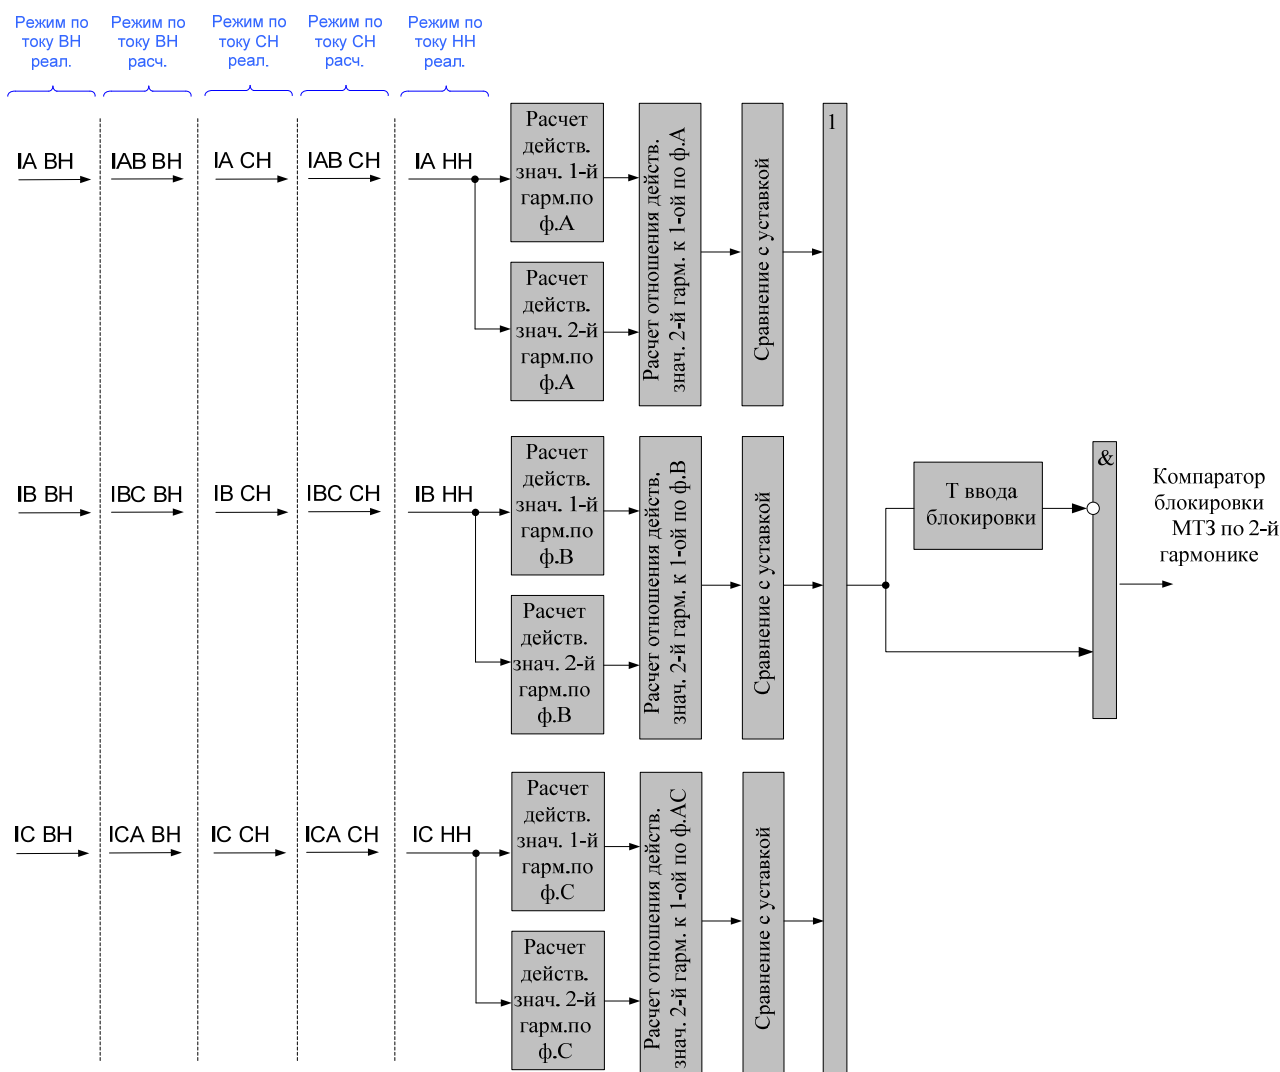 Режим по
току ВН
реал.
Режим по
току ВН
расч.
Режим по
току СН
реал.
Режим по
току СН
расч.
Режим по
току НН
реал.
IA ВН
IAB ВН
IA СН
IAB СН
IA НН
Расчет
действ.
знач. 1-й
гарм.по
ф.А
Расчет
действ.
знач. 2-й
гарм.по
ф.А
Расчет отношения действ.
знач. 2-й гарм. к 1-ой по ф.А
Сравнение с уставкой
1
IB ВН
IBC ВН
IB СН
IBC СН
IB НН
Расчет
действ.
знач. 1-й
гарм.по
ф.В
Расчет
действ.
знач. 2-й
гарм.по
ф.В
Расчет отношения действ.
знач. 2-й гарм. к 1-ой по ф.В
Сравнение с уставкой
Т ввода
блокировки
&
Компаратор
блокировки
МТЗ по 2-й
гармонике
IC ВН
ICA ВН
IC СН
ICA СН
IC НН
Расчет
действ.
знач. 1-й
гарм.по
ф.С
Расчет
действ.
знач. 2-й
гарм.по
ф.С
Расчет отношения действ.
знач. 2-й гарм. к 1-ой по ф.АС
Сравнение с уставкой